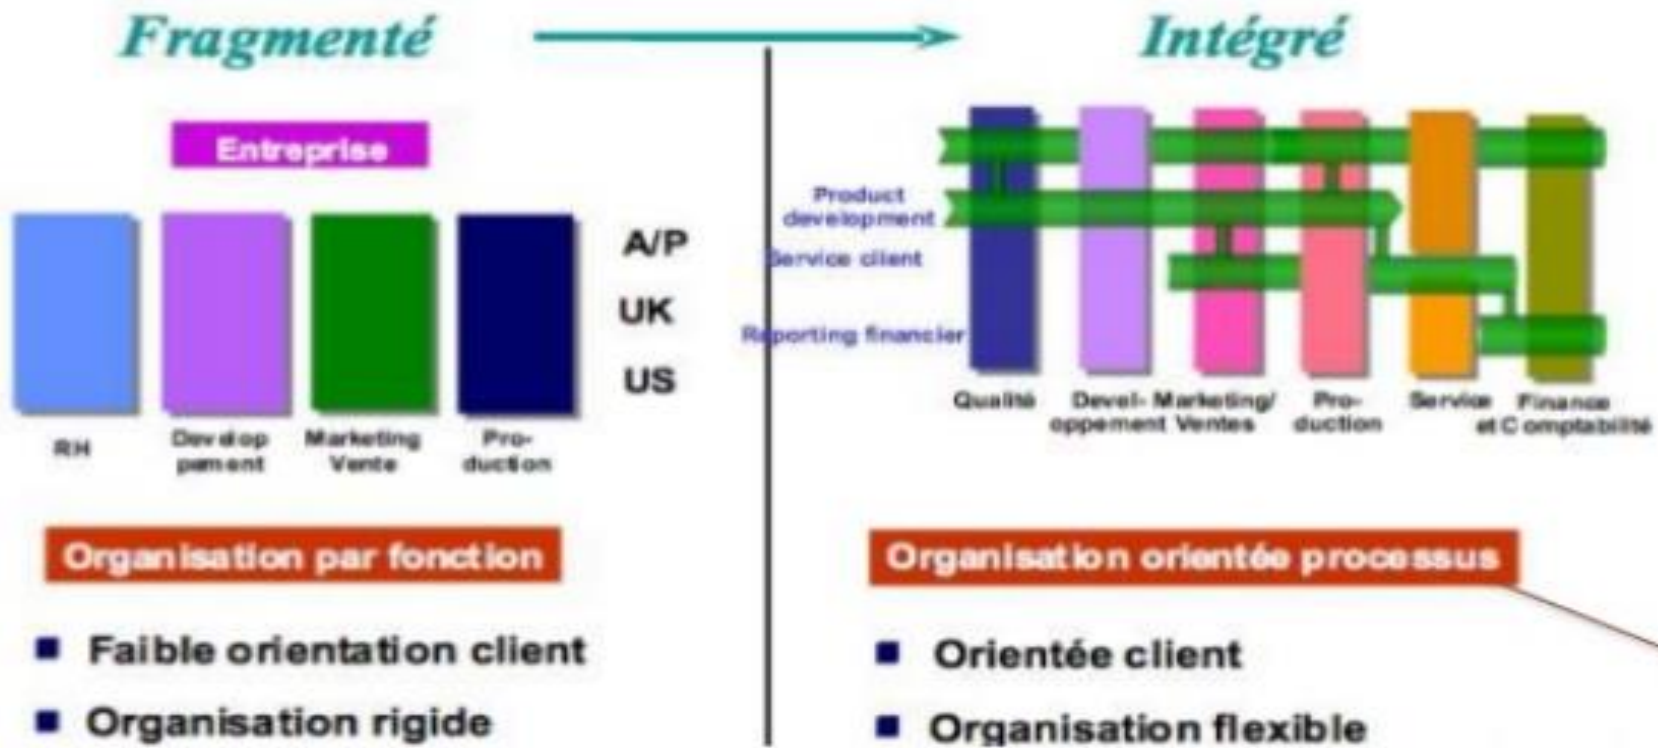 Fragmenté
Intégré
Entreprise
A/P
UK
US
RH
Develop
pement
Marketing
Vente
Pro-
duction
Product
development
Service client
Reporting financier
Qualité
Devel-
oppement
Marketing/
Ventes
Pro-
duction
Service
Finance
et Comptabilité
Organisation par fonction
Faible orientation client
Organisation rigide
Organisation orientée processus
Orientée client
Organisation flexible